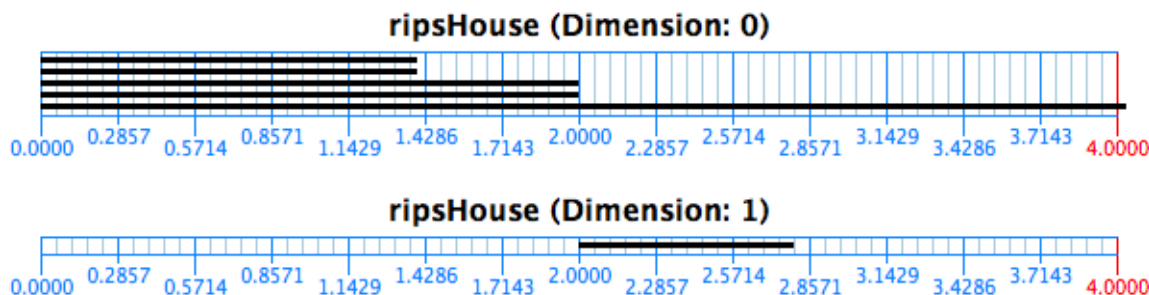 ripsHouse (Dimension: 0)
0.0000 0.2857 0.5714 0.8571 1.1429 1.4286 1.7143 2.0000 2.2857 2.5714 2.8571 3.1429 3.4286 3.7143 4.0000
ripsHouse (Dimension: 1)
0.0000 0.2857 0.5714 0.8571 1.1429 1.4286 1.7143 2.0000 2.2857 2.5714 2.8571 3.1429 3.4286 3.7143 4.0000